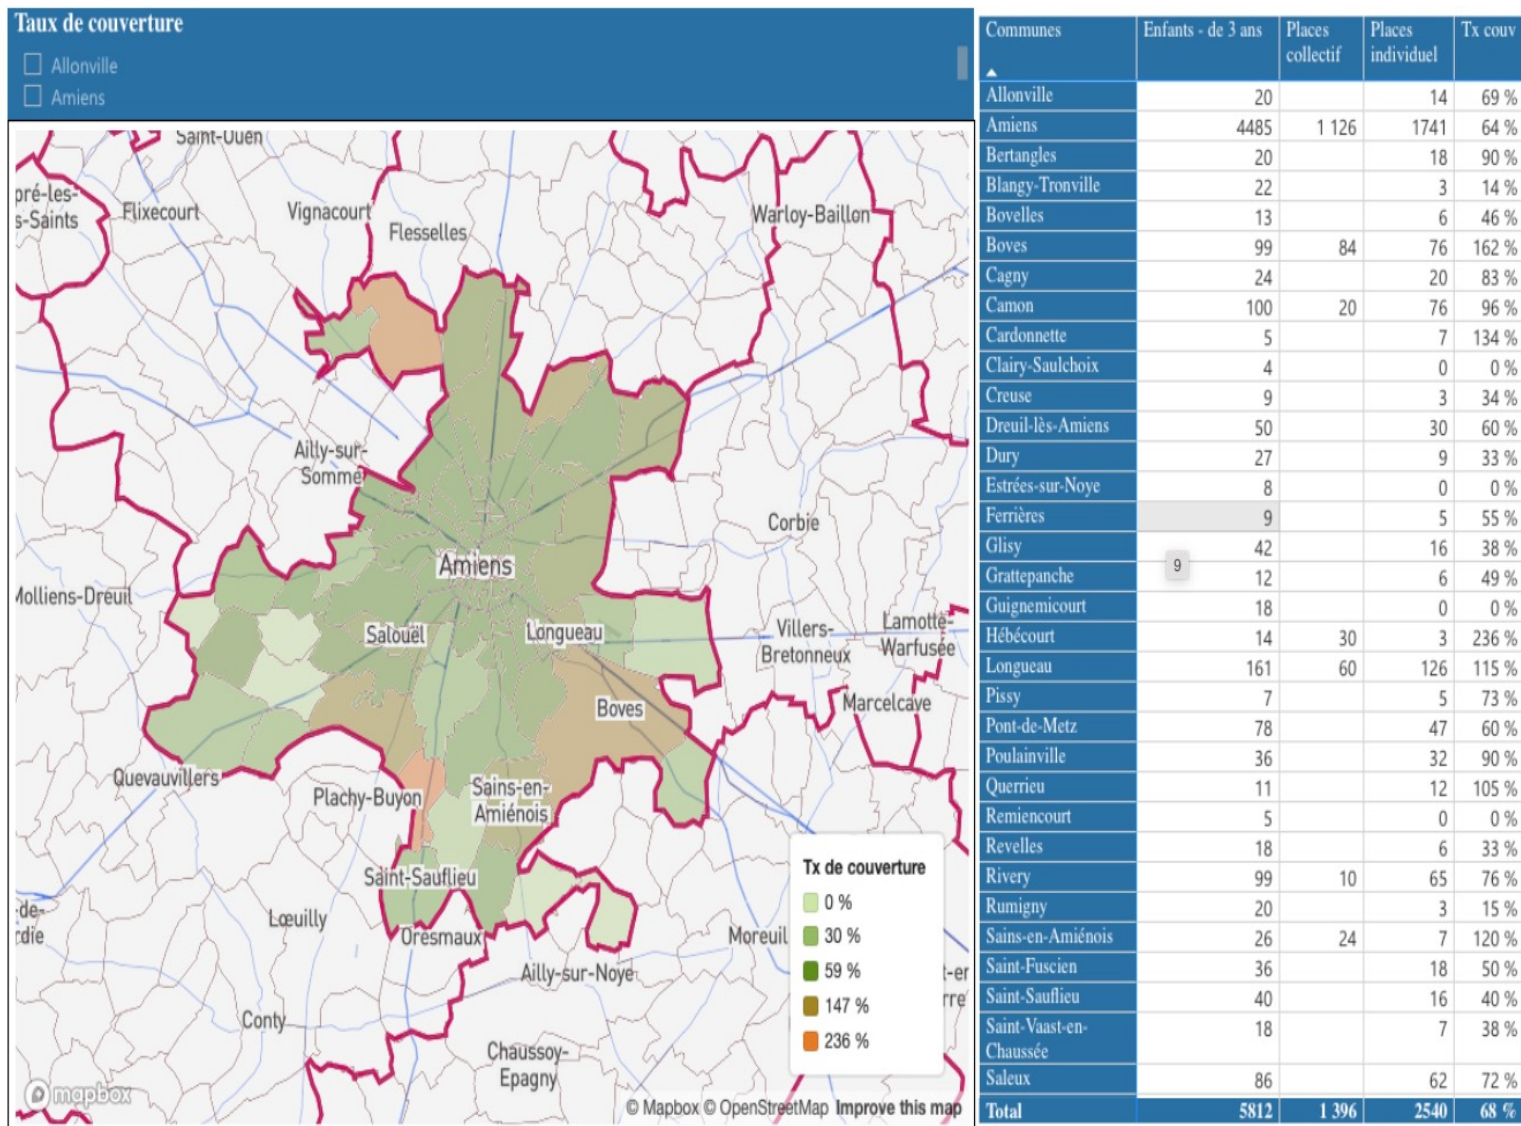 Taux de couverture
Allonville
Amiens
Saint-Ouen
pré-les-
s-Saints
Flixecourt
Vignacourt
Flesselles
Warloy-Baillon
Ailly-sur-
Somme
Corbie
Amiens
Molliens-Dreuil
Salouël
Longueau
Villers-
Bretonneux
Lamotte-
Warfusée
Boves
Marcelcave
Quevauvillers
Plachy-Buyon
Sains-en-
Amiénois
Saint-Sauflieu
-de-
rdie
Lœuilly
Oresmaux
Moreuil
Ailly-sur-Noye
Conty
Chaussoy-
Epagny
Tx de couverture
0 %
30 %
59 %
147 %
236 %
mapbox
© Mapbox © OpenStreetMap Improve this map
Communes Enfants - de 3 ans Places collectif Places individuel Tx couv
Allonville 20 14 69 %
Amiens 4485 1 126 1741 64 %
Bertangles 20 18 90 %
Blangy-Tronville 22 3 14 %
Bovelles 13 6 46 %
Boves 99 84 76 162 %
Cagny 24 20 83 %
Camon 100 20 76 96 %
Cardonnette 5 7 134 %
Clairy-Saulchoix 4 0 0 %
Creuse 9 3 34 %
Dreuil-lès-Amiens 50 30 60 %
Dury 27 9 33 %
Estrées-sur-Noye 8 0 0 %
Ferrières 9 5 55 %
Glisy 42 16 38 %
9
Grattepanche 12 6 49 %
Guignemicourt 18 0 0 %
Hébécourt 14 30 3 236 %
Longueau 161 60 126 115 %
Pissy 7 5 73 %
Pont-de-Metz 78 47 60 %
Poulainville 36 32 90 %
Querrieu 11 12 105 %
Remiencourt 5 0 0 %
Revelles 18 6 33 %
Rivery 99 10 65 76 %
Rumigny 20 3 15 %
Sains-en-Amiénois 26 24 7 120 %
Saint-Fuscien 36 18 50 %
Saint-Sauflieu 40 16 40 %
Saint-Vaast-en-Chaussée 18 7 38 %
Saleux 86 62 72 %
Total 5812 1 396 2540 68 %